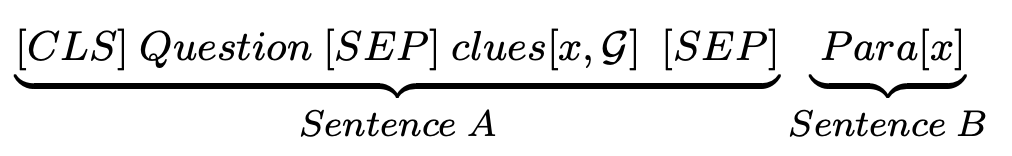 [CLS] Question [SEP] clues[x, 𝒢] [SEP] Para[x]
Sentence A Sentence B